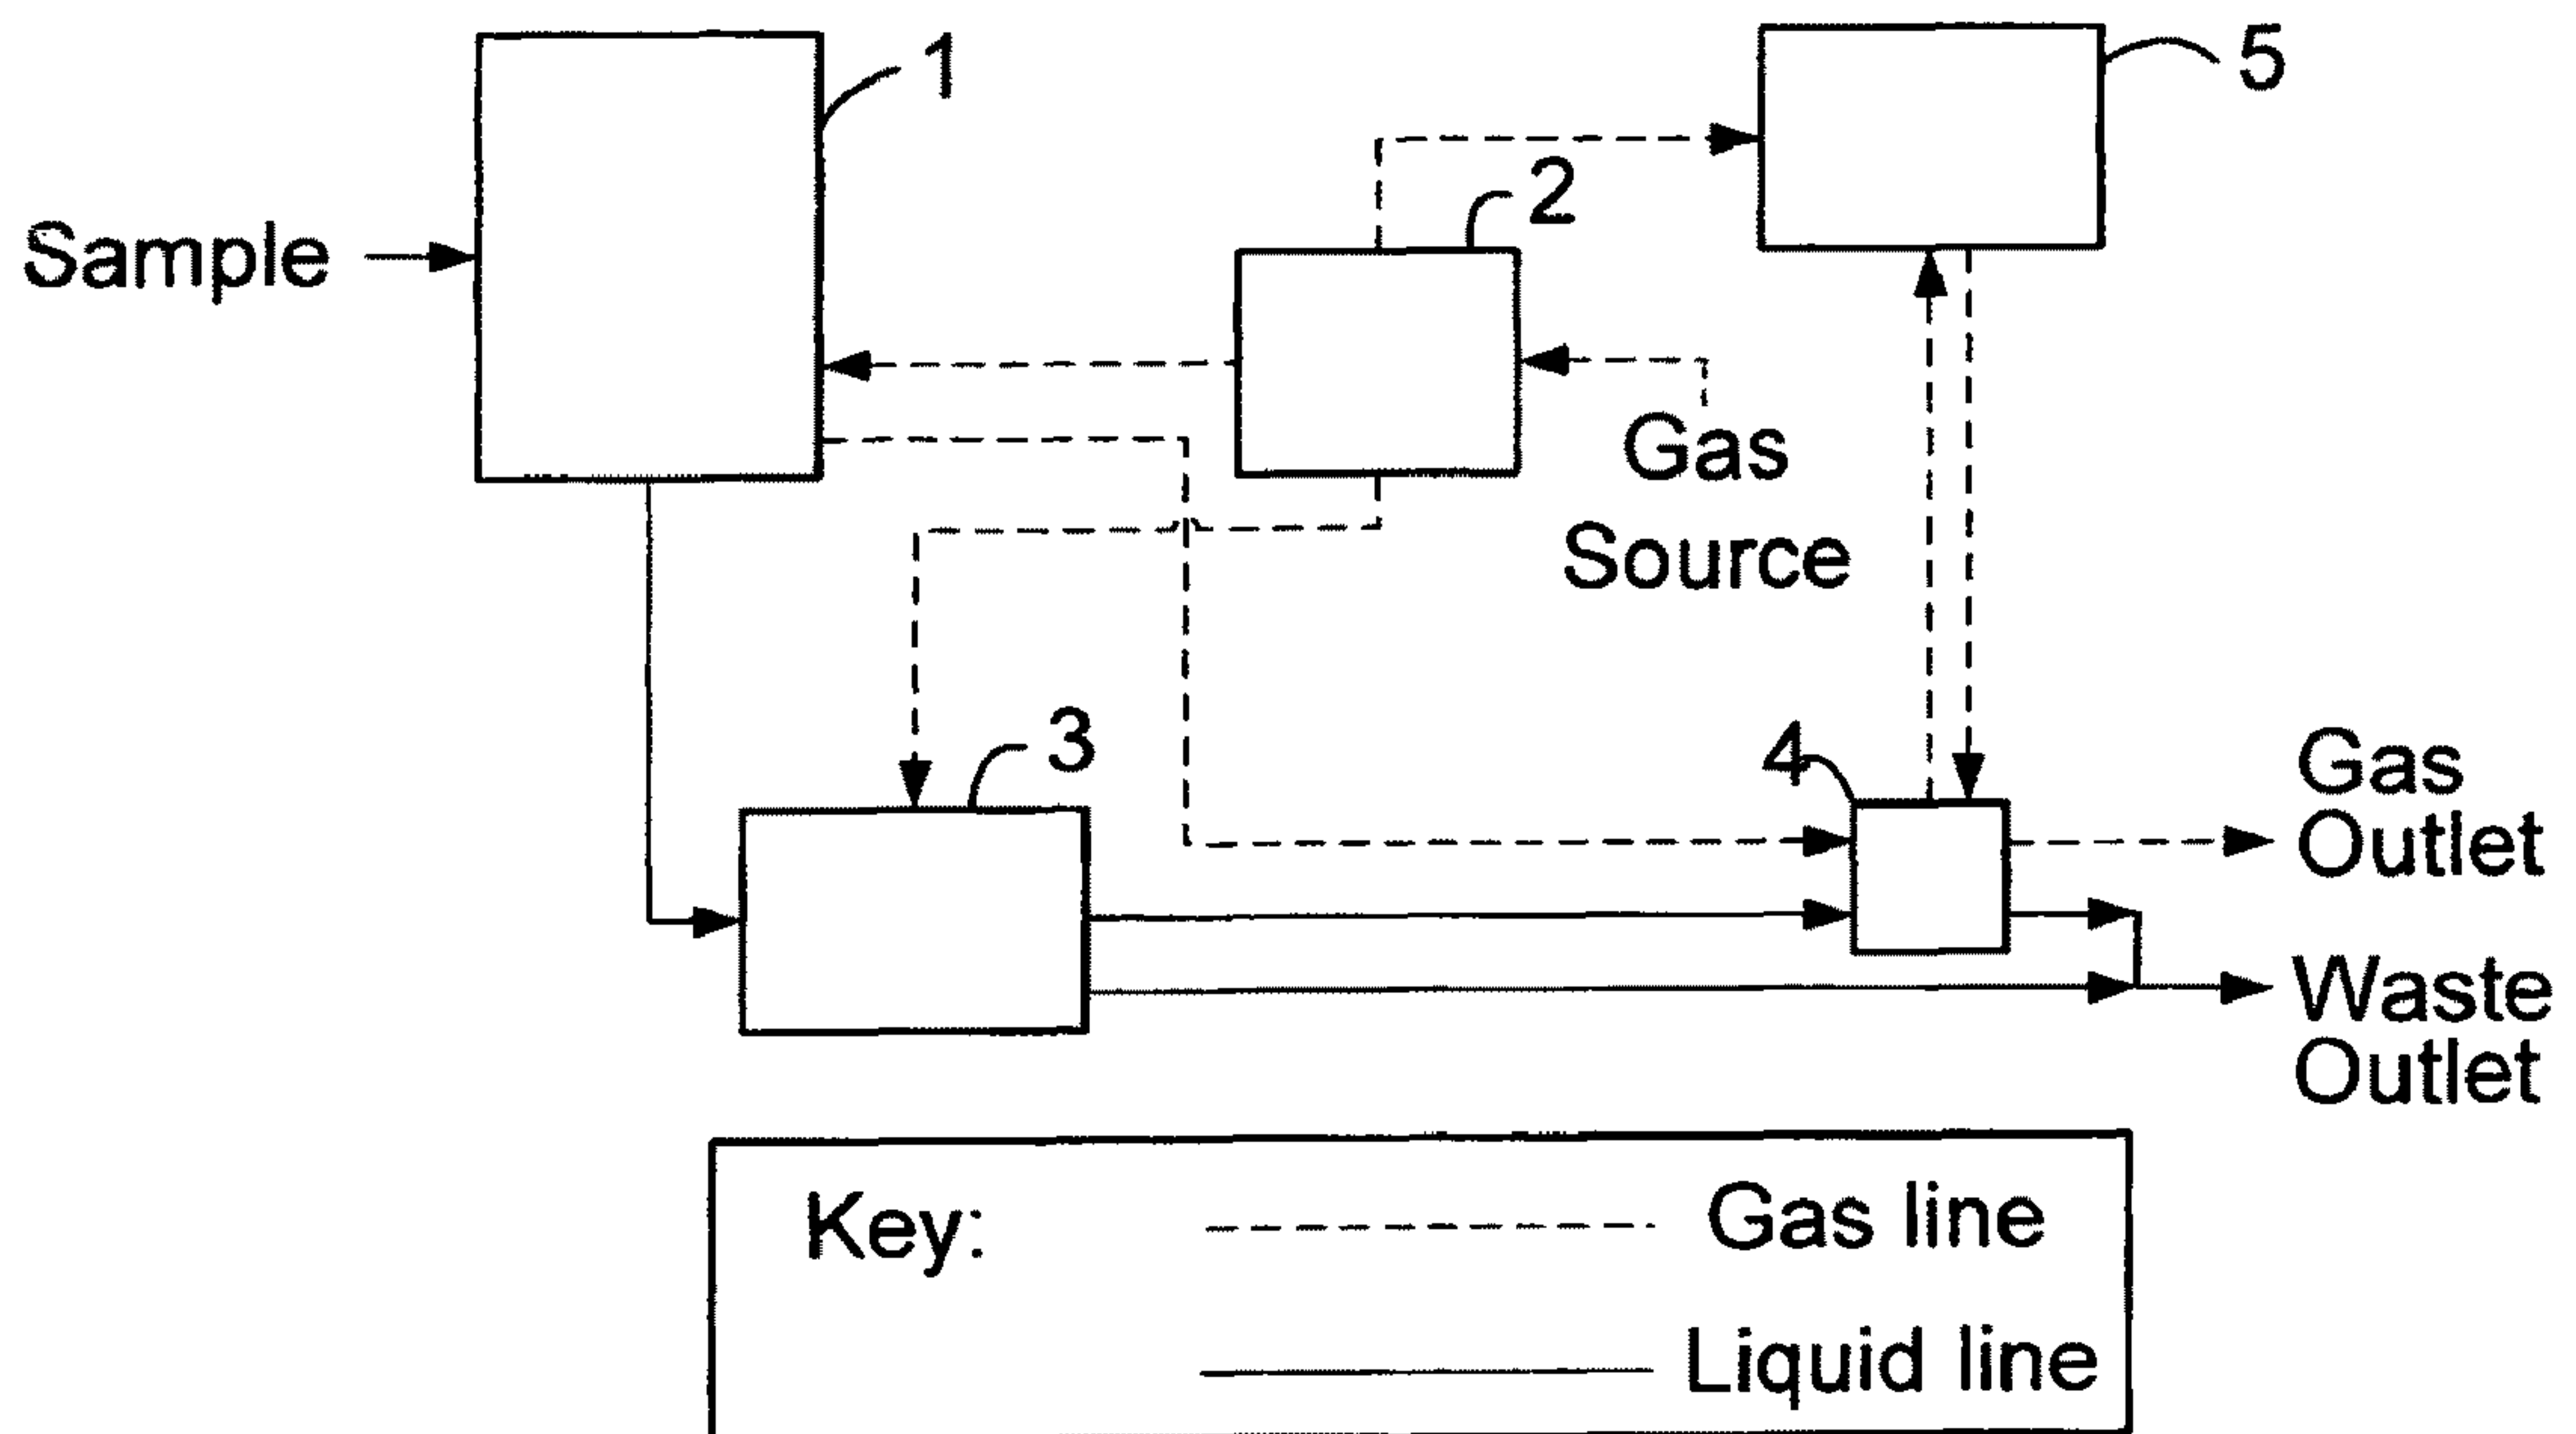 1
5
2
Sample
Gas
Source
3
4
Gas
Outlet
Waste
Outlet
Key:
Gas line
Liquid line